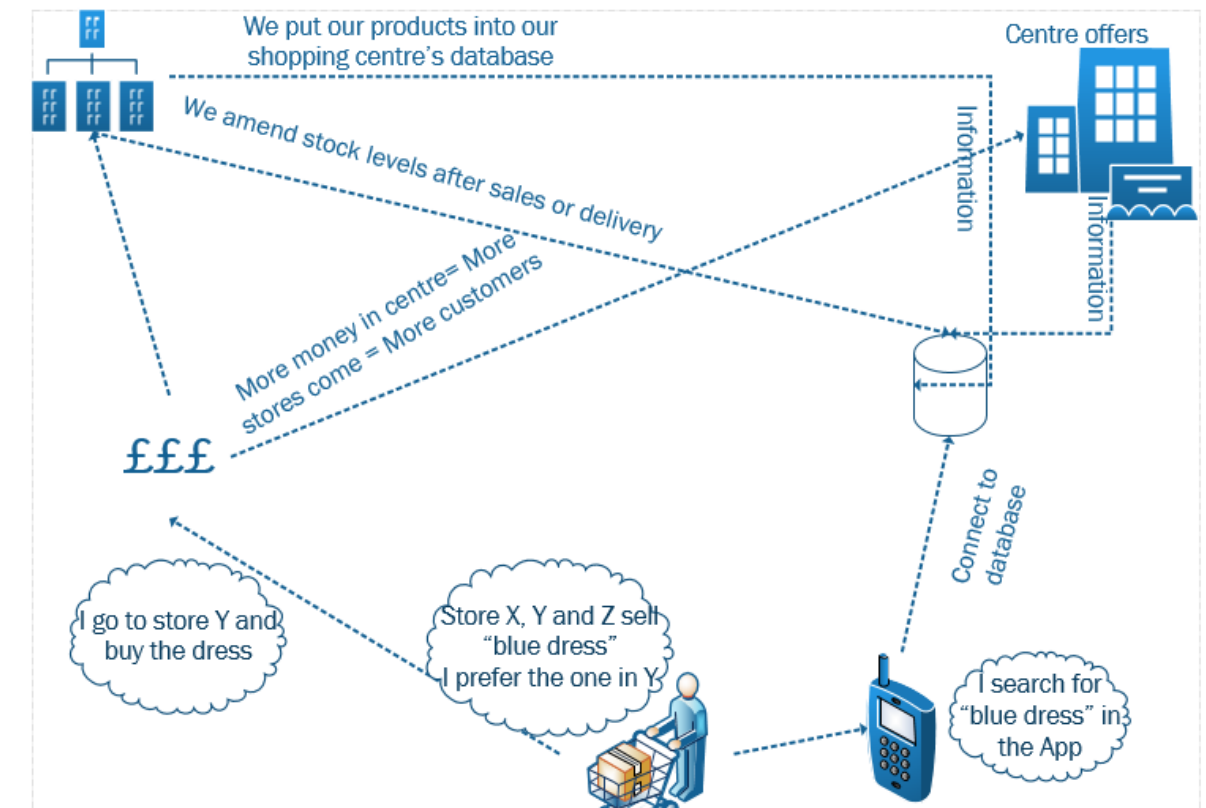 We put our products into our
shopping centre's database
Centre offers
We amend stock levels after sales or delivery
Information
Information
More money in centre= More
stores come = More customers
£££
Connect to
database
I go to store Y and
buy the dress
Store X, Y and Z sell
“blue dress”
I prefer the one in Y
I search for
“blue dress” in
the App